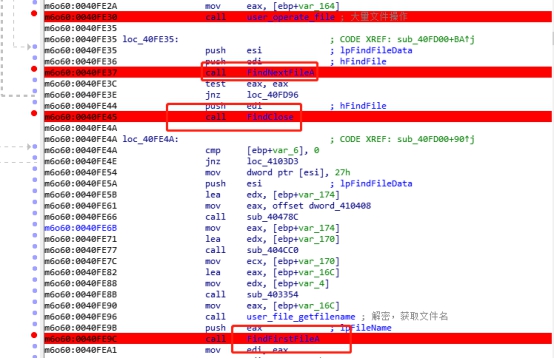 m6o60:0040FE2A mov eax, [ebp+var_164]
m6o60:0040FE30 call user_operate_file ; 大量文件操作
m6o60:0040FE35
m6o60:0040FE35 loc_40FE35: ; CODE XREF: sub_40FD00+BA↑j
m6o60:0040FE35 push esi ; lpFindFileData
m6o60:0040FE36 push edi ; hFindFile
m6o60:0040FE37 call FindNextFileA
m6o60:0040FE3C test eax, eax
m6o60:0040FE3E jnz loc_40FD96
m6o60:0040FE44 push edi ; hFindFile
m6o60:0040FE45 call FindClose
m6o60:0040FE4A
m6o60:0040FE4A loc_40FE4A: ; CODE XREF: sub_40FD00+90↑j
m6o60:0040FE4A cmp [ebp+var_6], 0
m6o60:0040FE4E jnz loc_4103D3
m6o60:0040FE54 mov dword ptr [esi], 27h
m6o60:0040FE5A push esi ; lpFindFileData
m6o60:0040FE5B lea edx, [ebp+var_174]
m6o60:0040FE61 mov eax, offset dword_410408
m6o60:0040FE66 call sub_40478C
m6o60:0040FE6B mov eax, [ebp+var_174]
m6o60:0040FE71 lea edx, [ebp+var_170]
m6o60:0040FE77 call sub_404CC0
m6o60:0040FE7C mov ecx, [ebp+var_170]
m6o60:0040FE82 lea eax, [ebp+var_16C]
m6o60:0040FE88 mov edx, [ebp+var_4]
m6o60:0040FE8B call sub_403354
m6o60:0040FE90 mov eax, [ebp+var_16C]
m6o60:0040FE96 call user_file_getfilename ; 解密，获取文件名
m6o60:0040FE9B push eax ; lpFileName
m6o60:0040FE9C call FindFirstFileA
m6o60:0040FEA1 mov edi, eax